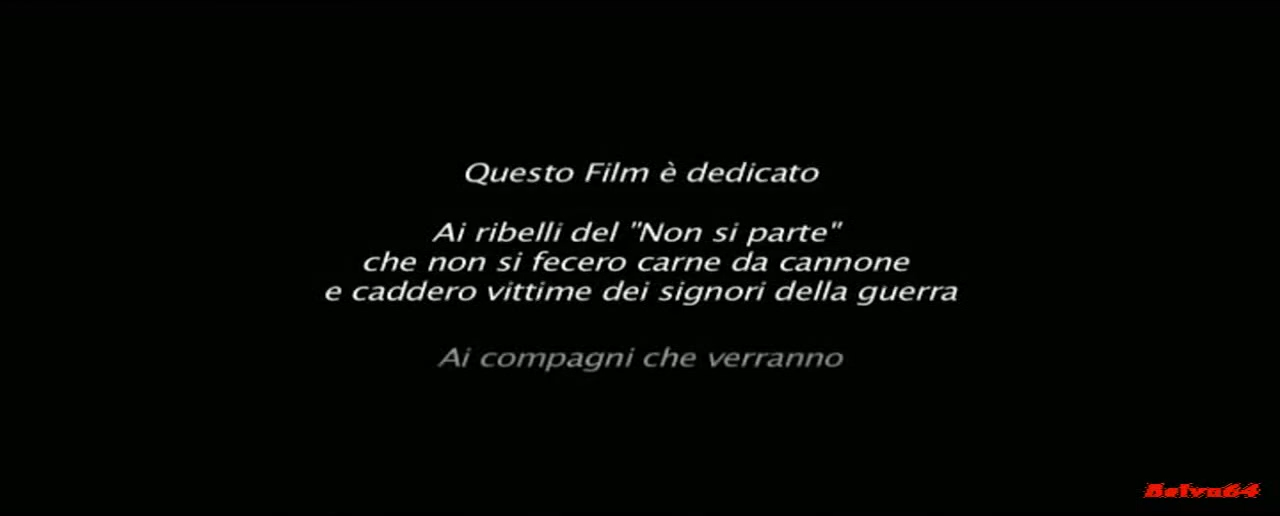 Questo Film è dedicato
Ai ribelli del "Non si parte"
che non si fecero carne da cannone
e caddero vittime dei signori della guerra
Ai compagni che verranno
Salvu64